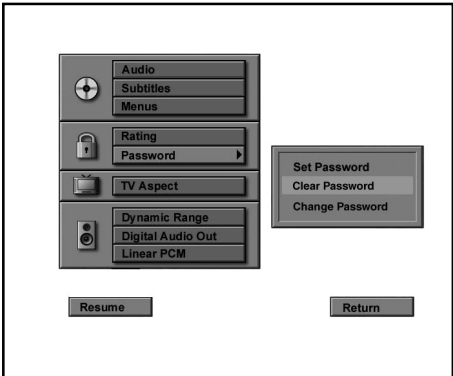 Audio
Subtitles
Menus
Rating
Password
TV Aspect
Dynamic Range
Digital Audio Out
Linear PCM
Set Password
Clear Password
Change Password
Resume
Return